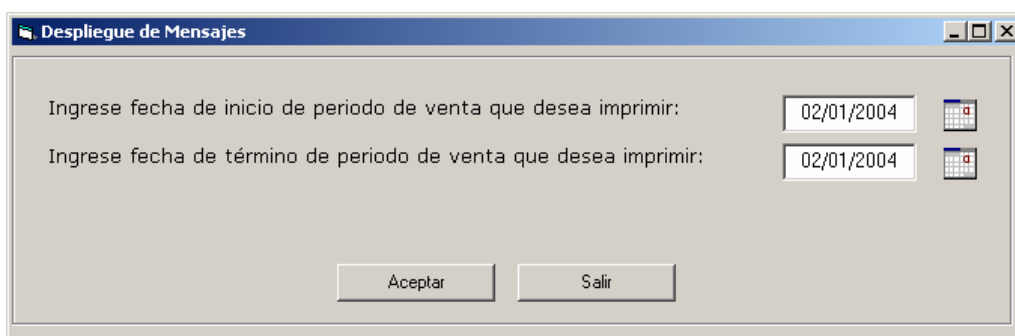 Despliegue de Mensajes
Ingrese fecha de inicio de periodo de venta que desea imprimir: 02/01/2004
Ingrese fecha de término de periodo de venta que desea imprimir: 02/01/2004
Aceptar Salir